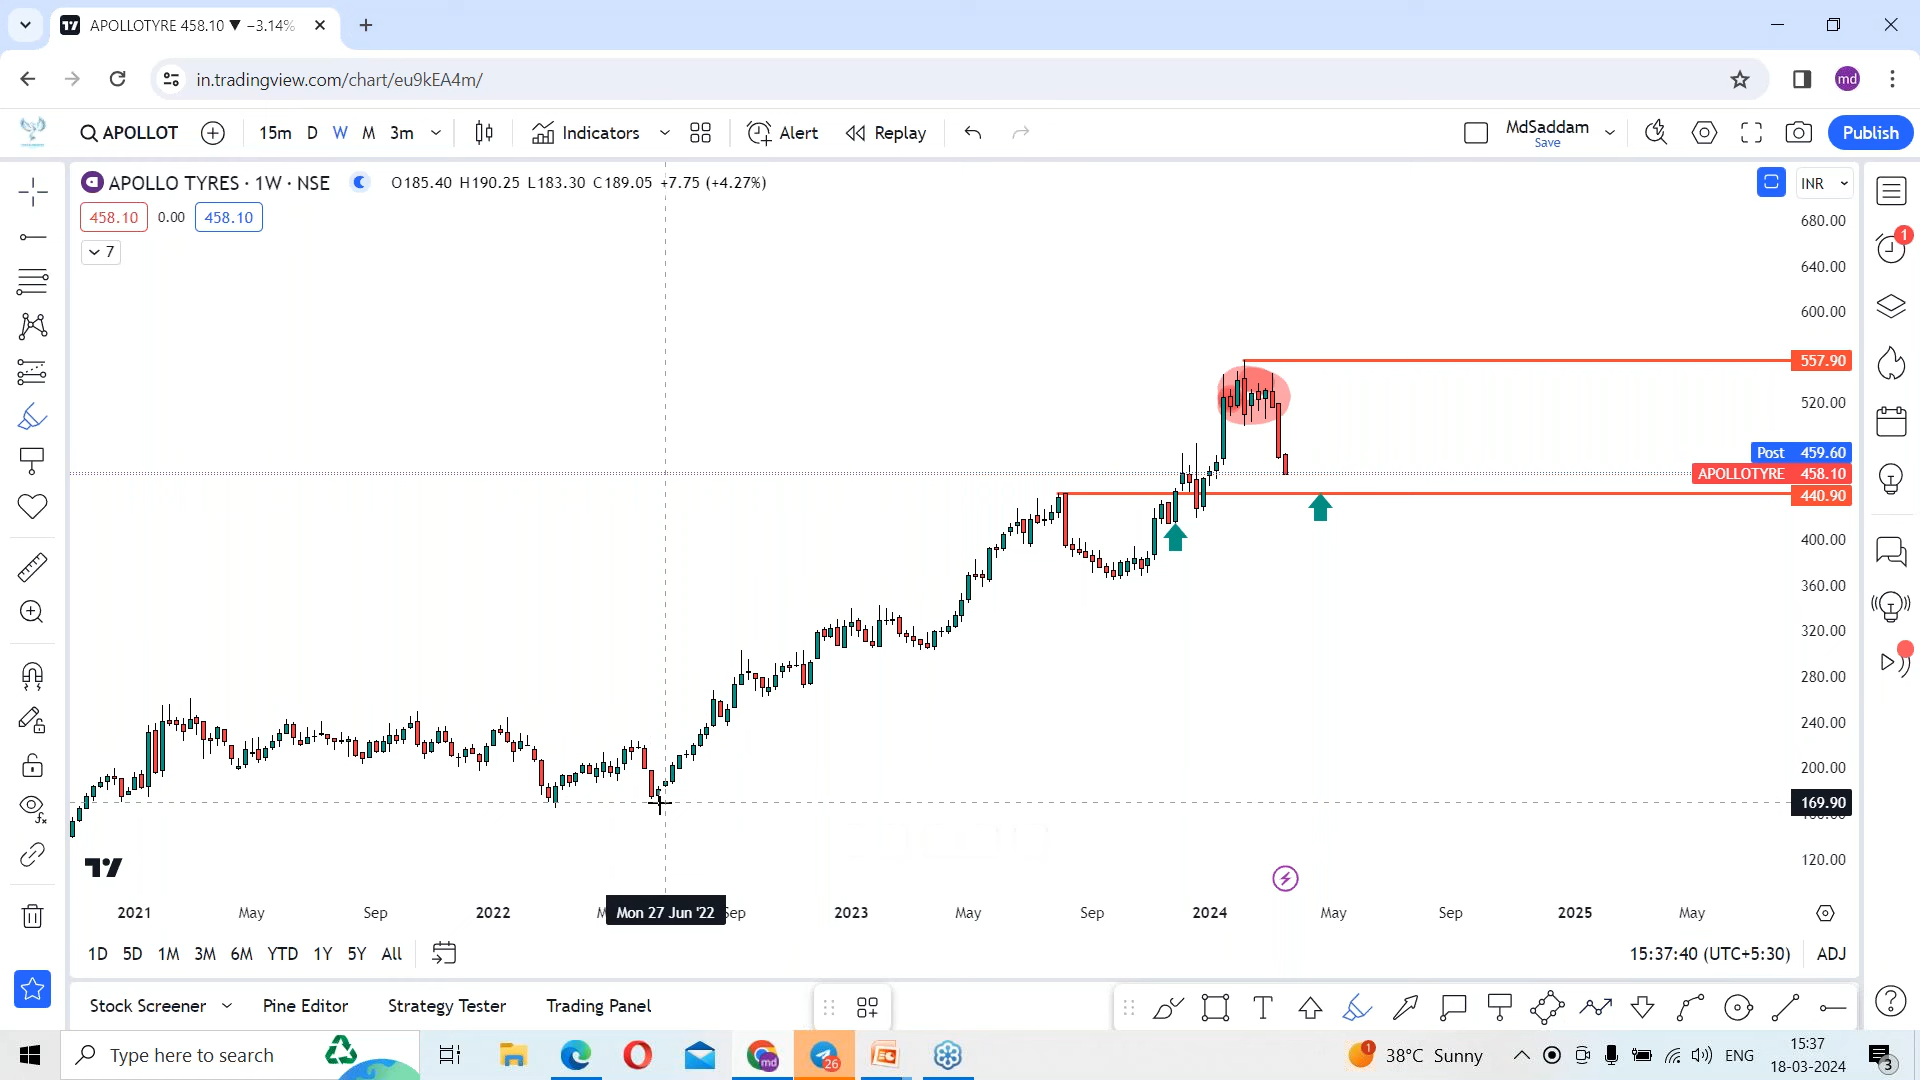 APOLLOTYRE 458.10 ▼ −3.14%
in.tradingview.com/chart/eu9kEA4m/
md
APOLLOT
15m D W M 3m
Indicators
Alert
Replay
MdSaddam
Save
Publish
APOLLO TYRES · 1W · NSE
O185.40 H190.25 L183.30 C189.05 +7.75 (+4.27%)
INR
458.10 0.00 458.10
7
1
680.00
640.00
600.00
557.90
520.00
Post 459.60
APOLLOTYRE 458.10
440.90
400.00
360.00
320.00
280.00
240.00
200.00
169.90
120.00
2021 May Sep 2022 Mon 27 Jun '22 Sep 2023 May Sep 2024 May Sep 2025 May
1D 5D 1M 3M 6M YTD 1Y 5Y All
15:37:40 (UTC+5:30) ADJ
Stock Screener
Pine Editor
Strategy Tester
Trading Panel
Type here to search
md
26
1
38°C Sunny
ENG
15:37
18-03-2024
3